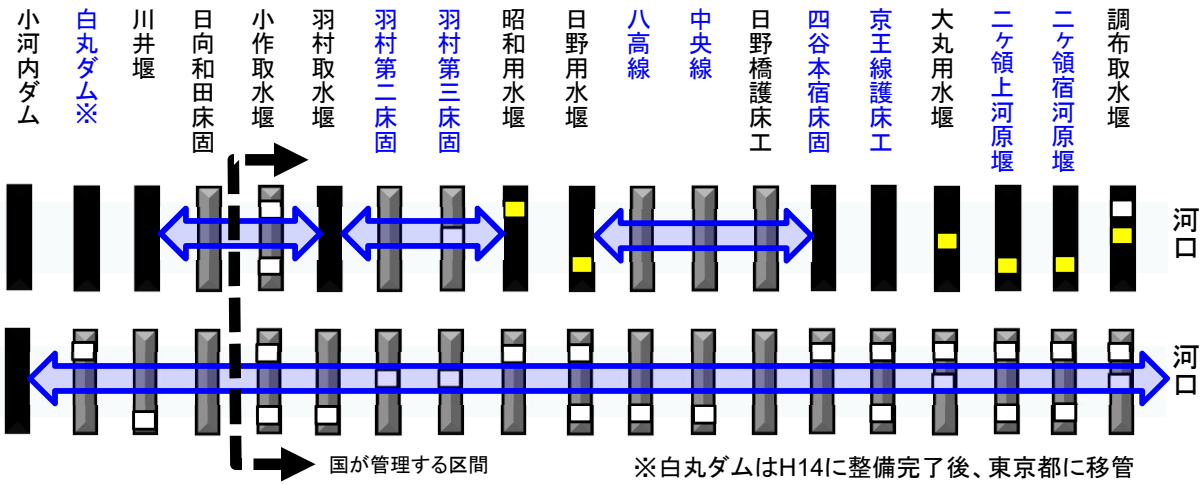 小河内ダム
白丸ダム※
川井堰
日向和田床固
小作取水堰
羽村取水堰
羽村第二床固
羽村第三床固
昭和用水堰
日野用水堰
八高線
中央線
日野橋護床工
四谷本宿床固
京王線護床工
大丸用水堰
二ヶ領上河原堰
二ヶ領宿河原堰
調布取水堰
河口
河口
国が管理する区間
※白丸ダムはH14に整備完了後、東京都に移管